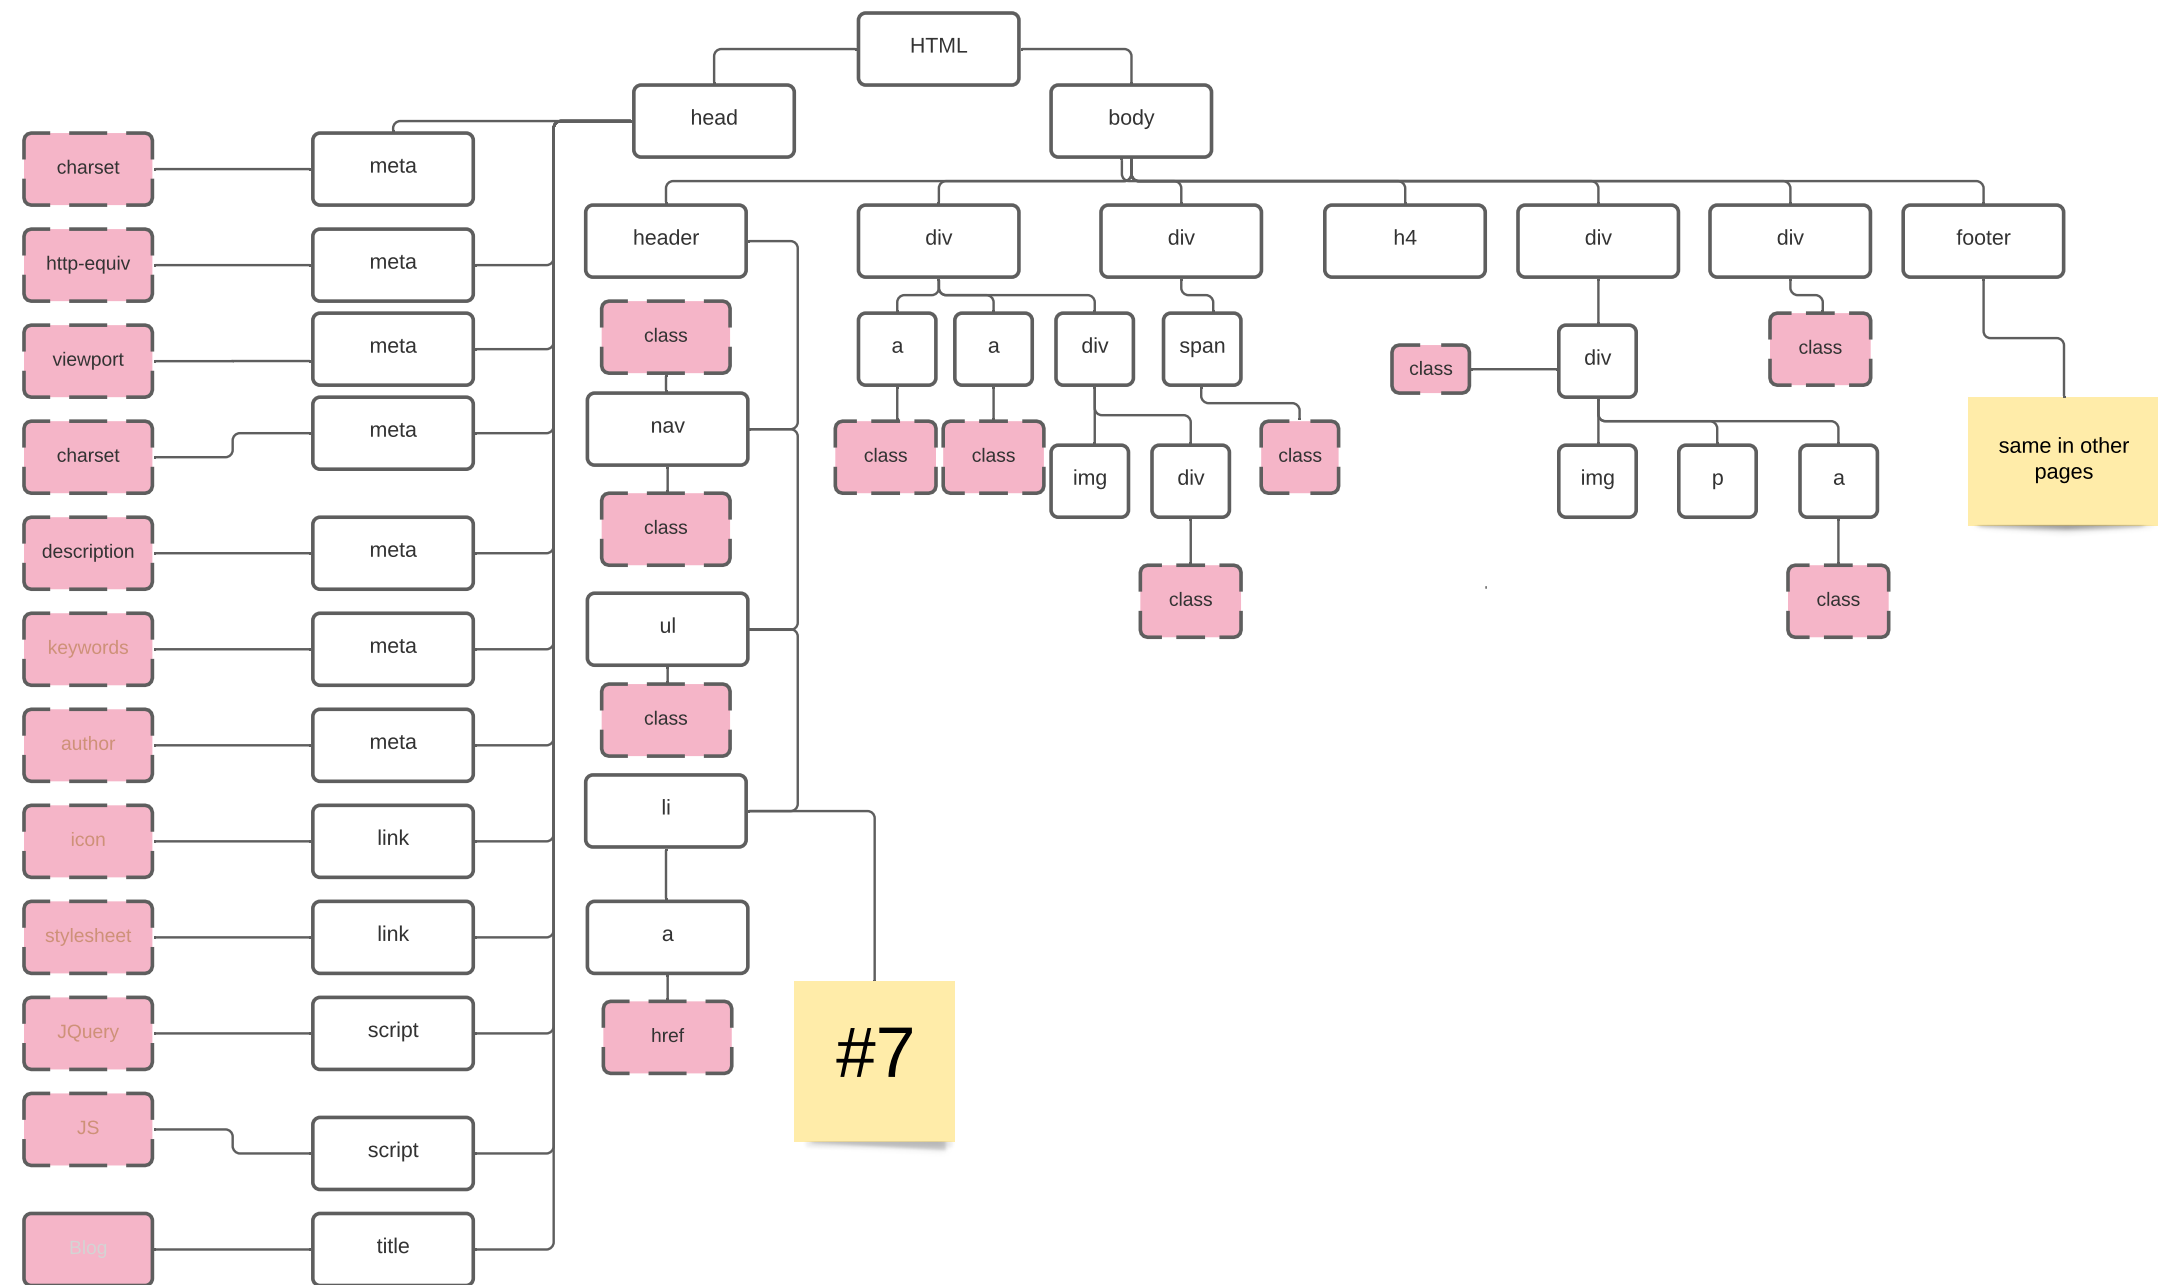 HTML
head
body
charset
meta
http-equiv
meta
viewport
meta
charset
meta
description
meta
keywords
meta
author
meta
icon
link
stylesheet
link
JQuery
script
JS
script
Blog
title
header
class
nav
class
ul
class
li
a
href
#7
div
a
a
div
class
class
img
div
class
div
span
class
h4
div
div
class
img
p
a
class
div
class
footer
same in other
pages